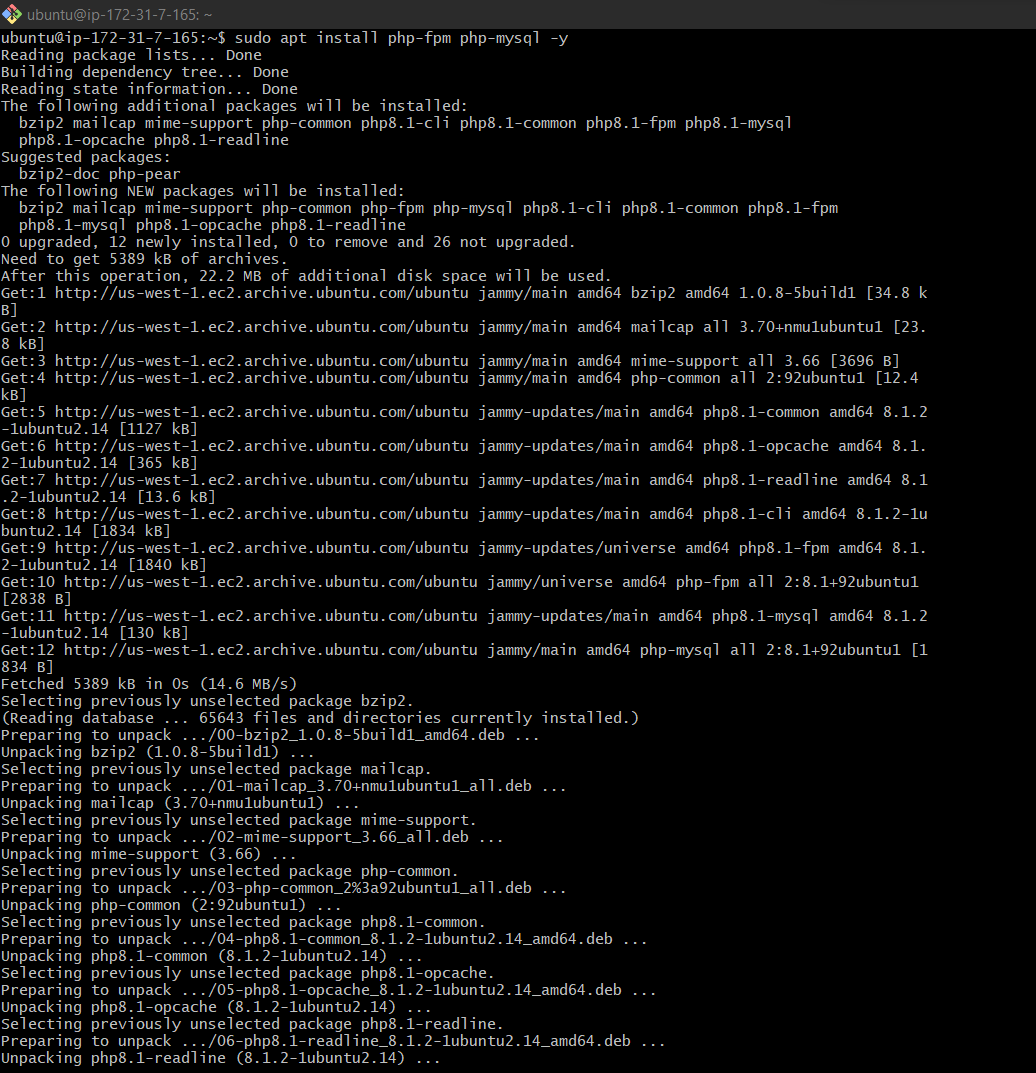 ubuntu@ip-172-31-7-165: ~
ubuntu@ip-172-31-7-165:~$ sudo apt install php-fpm php-mysql -y
Reading package lists... Done
Building dependency tree... Done
Reading state information... Done
The following additional packages will be installed:
  bzip2 mailcap mime-support php-common php8.1-cli php8.1-common php8.1-fpm php8.1-mysql
  php8.1-opcache php8.1-readline
Suggested packages:
  bzip2-doc php-pear
The following NEW packages will be installed:
  bzip2 mailcap mime-support php-common php-fpm php-mysql php8.1-cli php8.1-common php8.1-fpm
  php8.1-mysql php8.1-opcache php8.1-readline
0 upgraded, 12 newly installed, 0 to remove and 26 not upgraded.
Need to get 5389 kB of archives.
After this operation, 22.2 MB of additional disk space will be used.
Get:1 http://us-west-1.ec2.archive.ubuntu.com/ubuntu jammy/main amd64 bzip2 amd64 1.0.8-5build1 [34.8 k
B]
Get:2 http://us-west-1.ec2.archive.ubuntu.com/ubuntu jammy/main amd64 mailcap all 3.70+nmu1ubuntu1 [23.
8 kB]
Get:3 http://us-west-1.ec2.archive.ubuntu.com/ubuntu jammy/main amd64 mime-support all 3.66 [3696 B]
Get:4 http://us-west-1.ec2.archive.ubuntu.com/ubuntu jammy/main amd64 php-common all 2:92ubuntu1 [12.4
kB]
Get:5 http://us-west-1.ec2.archive.ubuntu.com/ubuntu jammy-updates/main amd64 php8.1-common amd64 8.1.2
-1ubuntu2.14 [1127 kB]
Get:6 http://us-west-1.ec2.archive.ubuntu.com/ubuntu jammy-updates/main amd64 php8.1-opcache amd64 8.1.
2-1ubuntu2.14 [365 kB]
Get:7 http://us-west-1.ec2.archive.ubuntu.com/ubuntu jammy-updates/main amd64 php8.1-readline amd64 8.1
.2-1ubuntu2.14 [13.6 kB]
Get:8 http://us-west-1.ec2.archive.ubuntu.com/ubuntu jammy-updates/main amd64 php8.1-cli amd64 8.1.2-1u
buntu2.14 [1834 kB]
Get:9 http://us-west-1.ec2.archive.ubuntu.com/ubuntu jammy-updates/universe amd64 php8.1-fpm amd64 8.1.
2-1ubuntu2.14 [1840 kB]
Get:10 http://us-west-1.ec2.archive.ubuntu.com/ubuntu jammy/universe amd64 php-fpm all 2:8.1+92ubuntu1
[2838 B]
Get:11 http://us-west-1.ec2.archive.ubuntu.com/ubuntu jammy-updates/main amd64 php8.1-mysql amd64 8.1.2
-1ubuntu2.14 [130 kB]
Get:12 http://us-west-1.ec2.archive.ubuntu.com/ubuntu jammy/main amd64 php-mysql all 2:8.1+92ubuntu1 [1
834 B]
Fetched 5389 kB in 0s (14.6 MB/s)
Selecting previously unselected package bzip2.
(Reading database ... 65643 files and directories currently installed.)
Preparing to unpack .../00-bzip2_1.0.8-5build1_amd64.deb ...
Unpacking bzip2 (1.0.8-5build1) ...
Selecting previously unselected package mailcap.
Preparing to unpack .../01-mailcap_3.70+nmu1ubuntu1_all.deb ...
Unpacking mailcap (3.70+nmu1ubuntu1) ...
Selecting previously unselected package mime-support.
Preparing to unpack .../02-mime-support_3.66_all.deb ...
Unpacking mime-support (3.66) ...
Selecting previously unselected package php-common.
Preparing to unpack .../03-php-common_2%3a92ubuntu1_all.deb ...
Unpacking php-common (2:92ubuntu1) ...
Selecting previously unselected package php8.1-common.
Preparing to unpack .../04-php8.1-common_8.1.2-1ubuntu2.14_amd64.deb ...
Unpacking php8.1-common (8.1.2-1ubuntu2.14) ...
Selecting previously unselected package php8.1-opcache.
Preparing to unpack .../05-php8.1-opcache_8.1.2-1ubuntu2.14_amd64.deb ...
Unpacking php8.1-opcache (8.1.2-1ubuntu2.14) ...
Selecting previously unselected package php8.1-readline.
Preparing to unpack .../06-php8.1-readline_8.1.2-1ubuntu2.14_amd64.deb ...
Unpacking php8.1-readline (8.1.2-1ubuntu2.14) ...